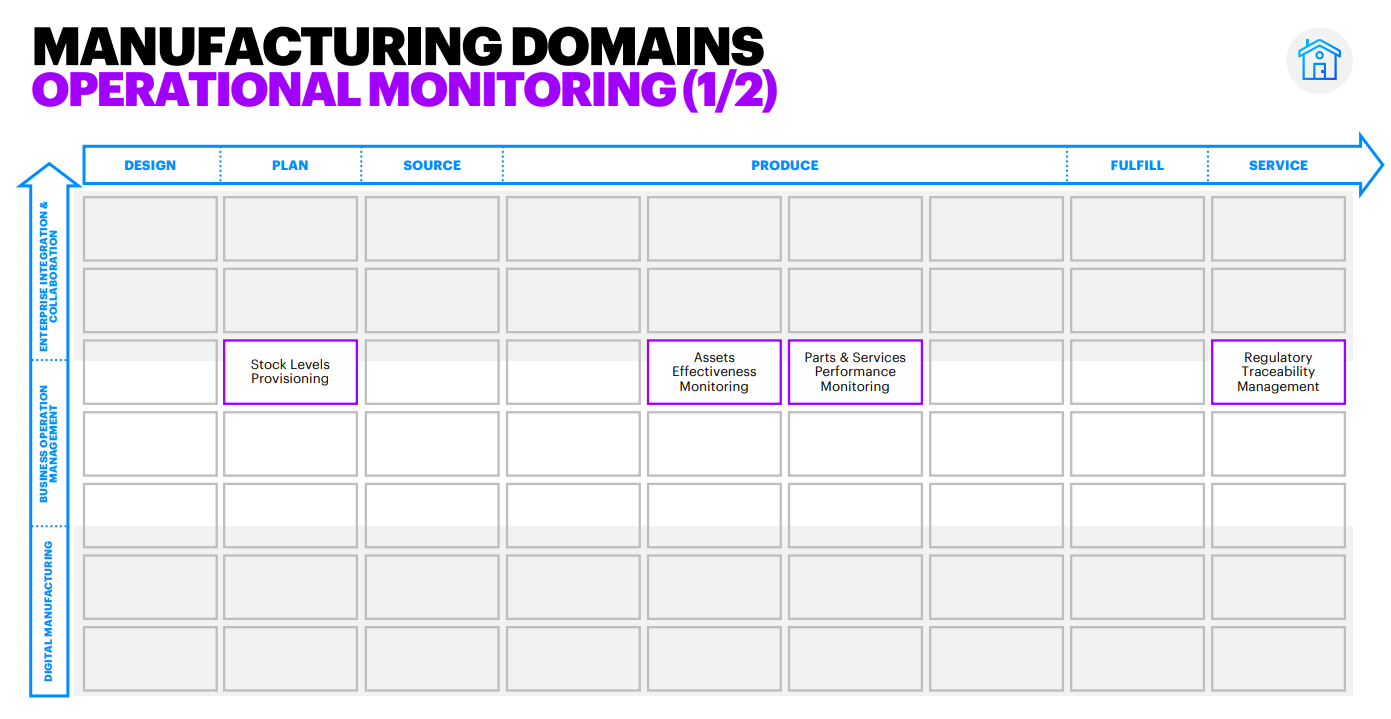 MANUFACTURING DOMAINS
OPERATIONAL MONITORING (1/2)
DESIGN
PLAN
SOURCE
PRODUCE
FULFILL
SERVICE
ENTERPRISE INTEGRATION &
COLLABORATION
BUSINESS OPERATION
MANAGEMENT
DIGITAL MANUFACTURING
Stock Levels
Provisioning
Assets
Effectiveness
Monitoring
Parts & Services
Performance
Monitoring
Regulatory
Traceability
Management